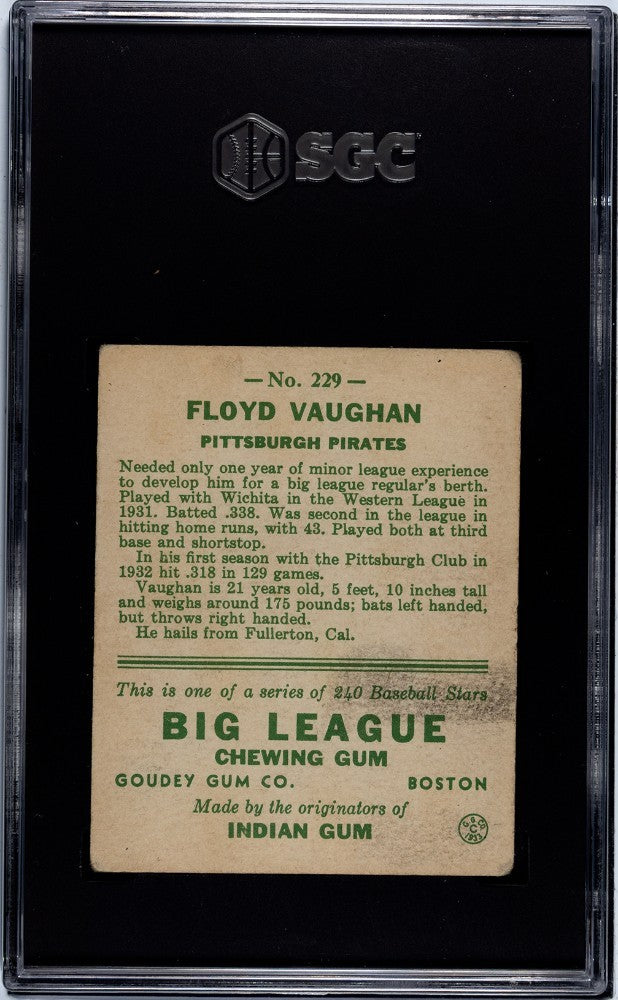 SGC
— No. 229 —
FLOYD VAUGHAN
PITTSBURGH PIRATES
Needed only one year of minor league experience
to develop him for a big league regular's berth.
Played with Wichita in the Western League in
1931. Batted .338. Was second in the league in
hitting home runs, with 43. Played both at third
base and shortstop.
In his first season with the Pittsburgh Club in
1932 hit .318 in 129 games.
Vaughan is 21 years old, 5 feet, 10 inches tall
and weighs around 175 pounds; bats left handed,
but throws right handed.
He hails from Fullerton, Cal.
This is one of a series of 240 Baseball Stars
BIG LEAGUE
CHEWING GUM
GOUDEY GUM CO. BOSTON
Made by the originators of
INDIAN GUM
G. G. CO.
C
1933